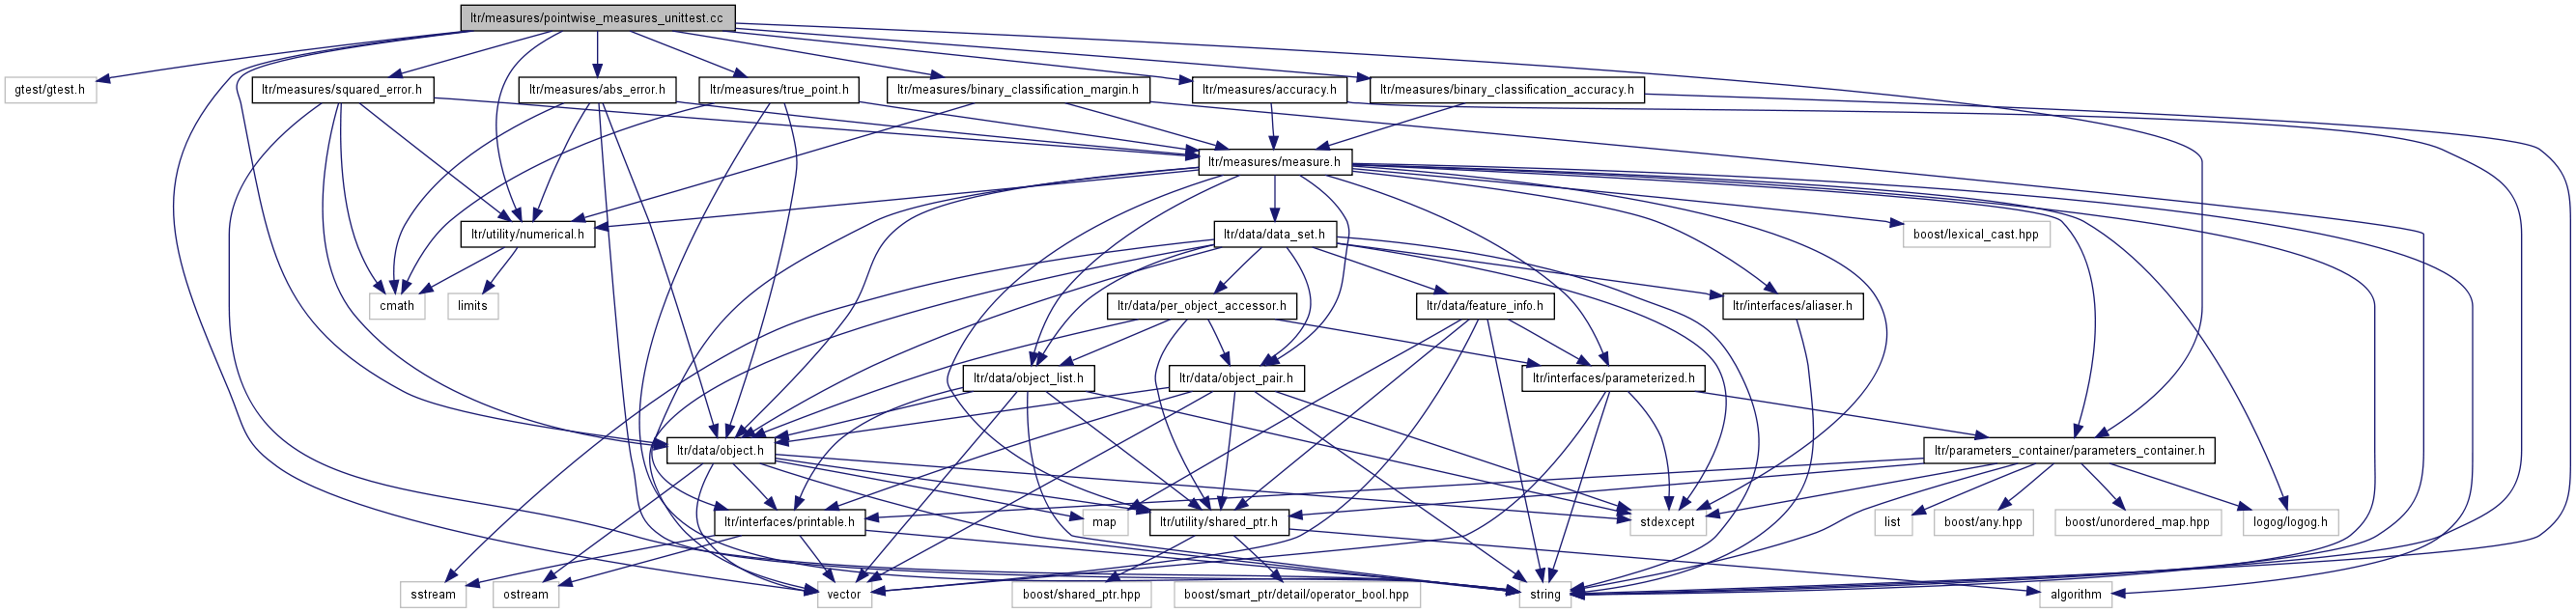 ltr/measures/pointwise_measures_unittest.cc
gtest/gtest.h
ltr/measures/squared_error.h
ltr/measures/abs_error.h
ltr/measures/true_point.h
ltr/measures/binary_classification_margin.h
ltr/measures/accuracy.h
ltr/measures/binary_classification_accuracy.h
ltr/measures/measure.h
ltr/utility/numerical.h
ltr/data/data_set.h
boost/lexical_cast.hpp
cmath
limits
ltr/data/per_object_accessor.h
ltr/data/feature_info.h
ltr/interfaces/aliaser.h
ltr/data/object_list.h
ltr/data/object_pair.h
ltr/interfaces/parameterized.h
ltr/data/object.h
ltr/parameters_container/parameters_container.h
ltr/interfaces/printable.h
map
ltr/utility/shared_ptr.h
stdexcept
list
boost/any.hpp
boost/unordered_map.hpp
logog/logog.h
sstream
ostream
vector
boost/shared_ptr.hpp
boost/smart_ptr/detail/operator_bool.hpp
string
algorithm